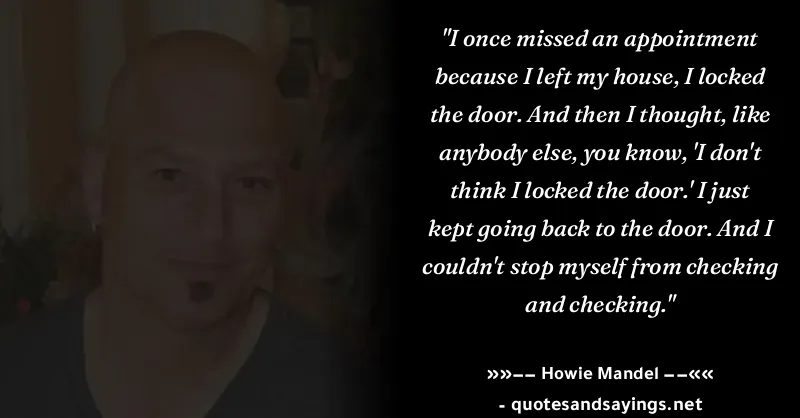 "I once missed an appointment
because I left my house, I locked
the door. And then I thought, like
anybody else, you know, 'I don't
think I locked the door.' I just
kept going back to the door. And I
couldn't stop myself from checking
and checking."
»»–– Howie Mandel ––««
- quotesandsayings.net